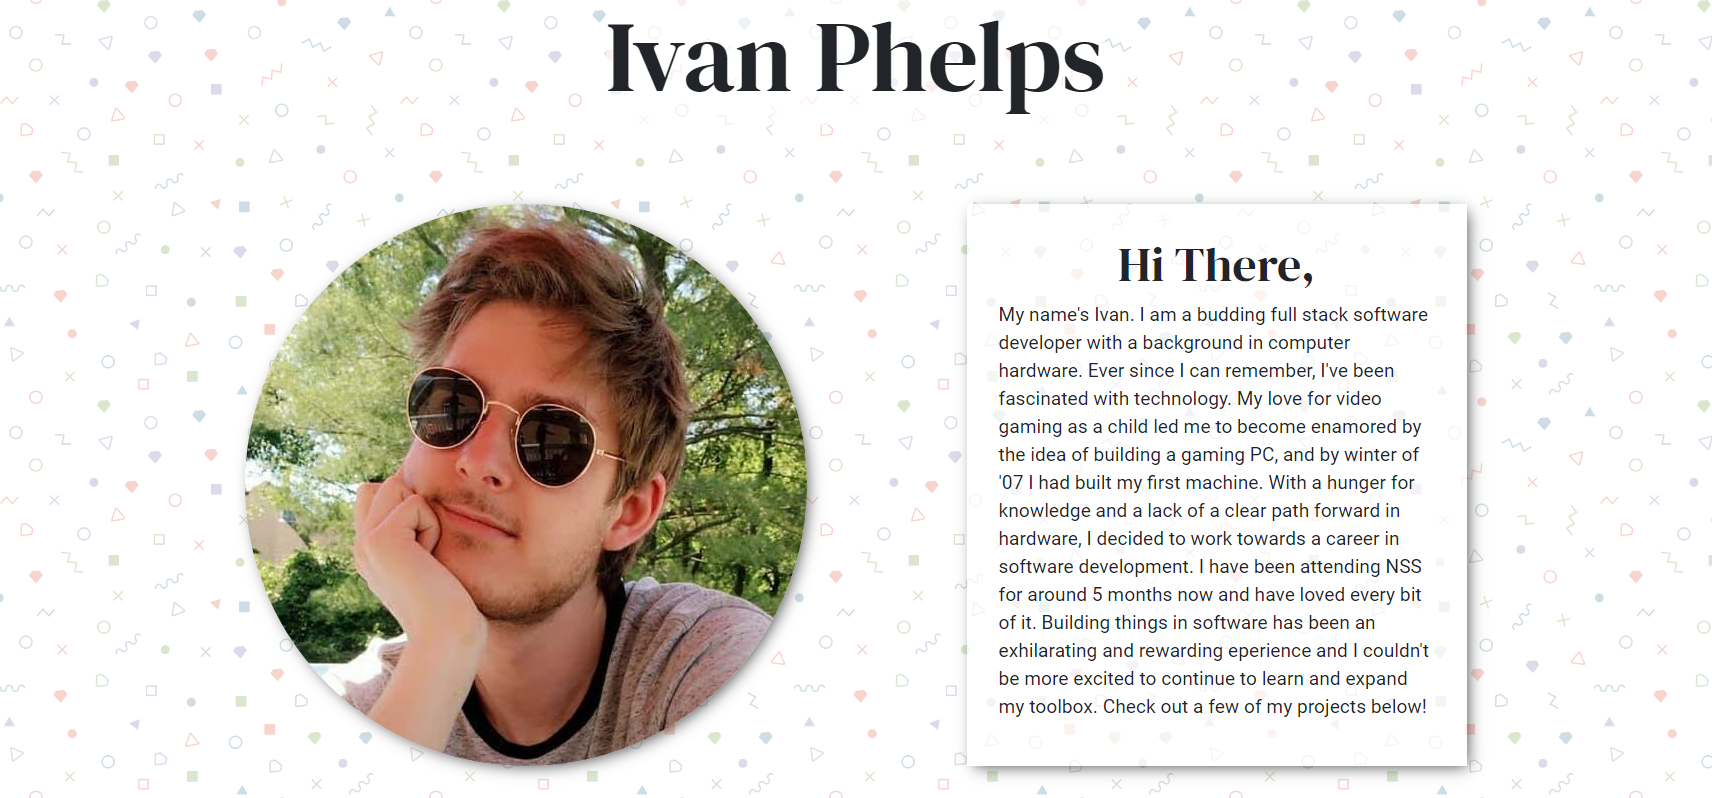 Ivan Phelps
Hi There,
My name's Ivan. I am a budding full stack software
developer with a background in computer
hardware. Ever since I can remember, I've been
fascinated with technology. My love for video
gaming as a child led me to become enamored by
the idea of building a gaming PC, and by winter of
'07 I had built my first machine. With a hunger for
knowledge and a lack of a clear path forward in
hardware, I decided to work towards a career in
software development. I have been attending NSS
for around 5 months now and have loved every bit
of it. Building things in software has been an
exhilarating and rewarding eperience and I couldn't
be more excited to continue to learn and expand
my toolbox. Check out a few of my projects below!